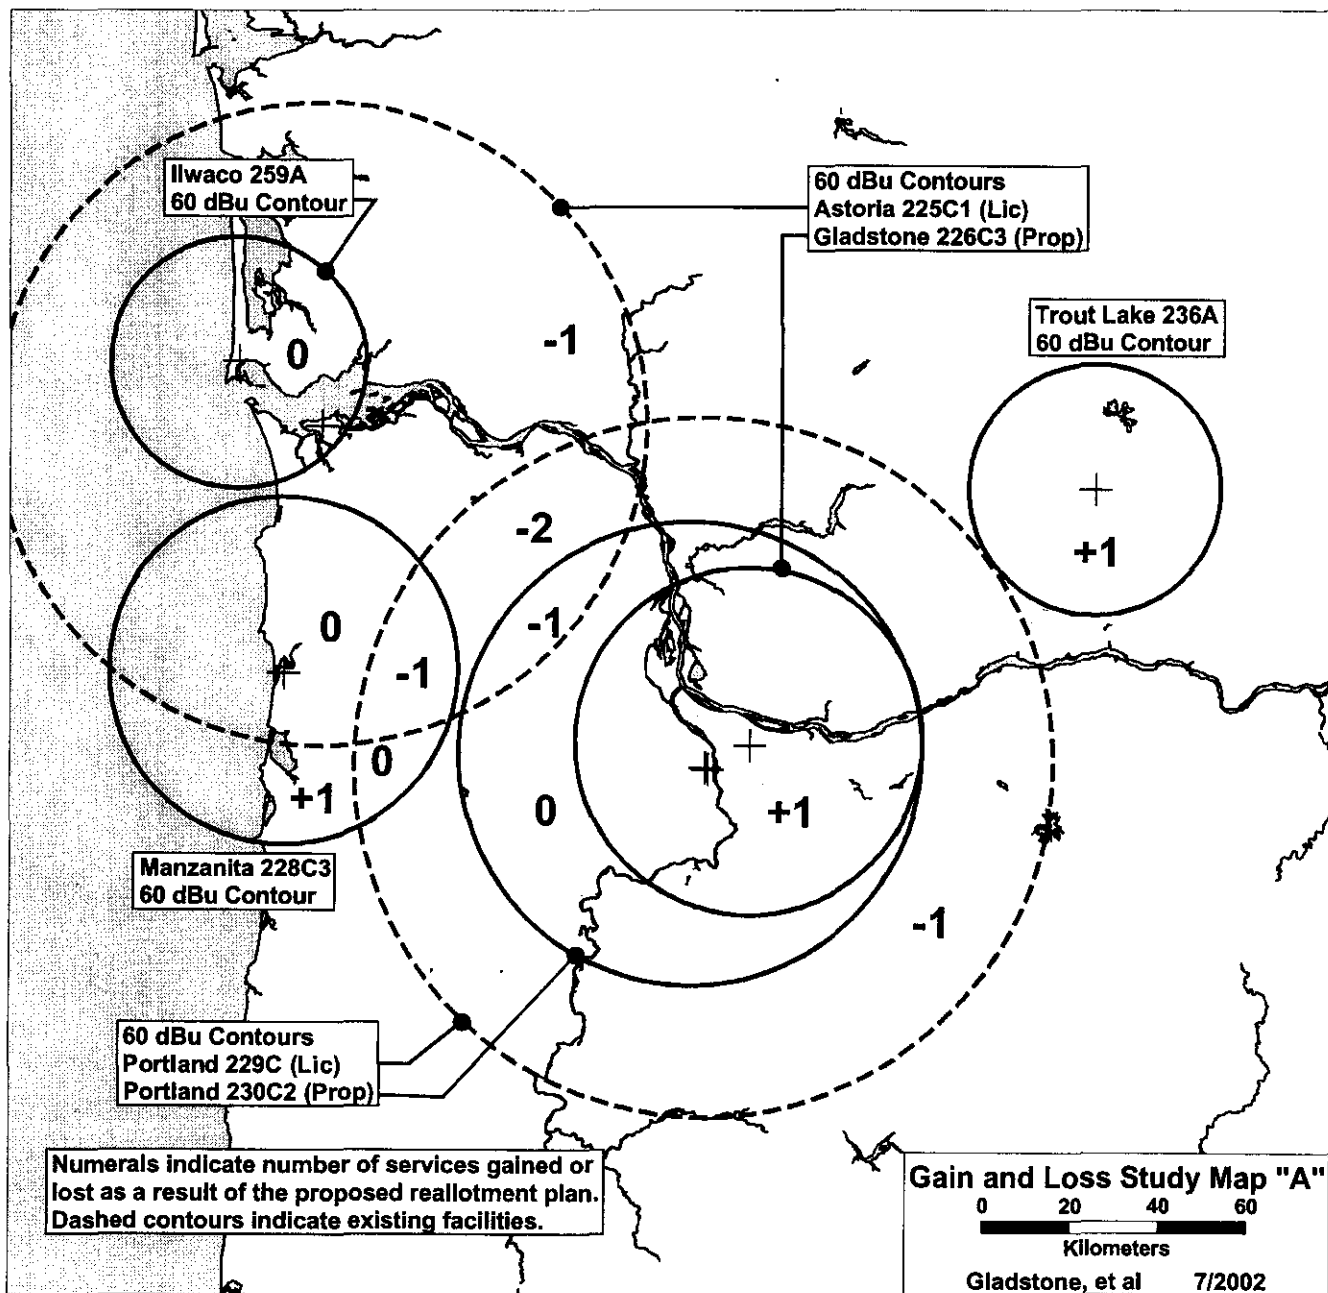 Ilwaco 259A
60 dBu Contour
60 dBu Contours
Astoria 225C1 (Lic)
Gladstone 226C3 (Prop)
Trout Lake 236A
60 dBu Contour
0
-1
+1
-2
-1
0
-1
0
+1
0
+1
-1
Manzanita 228C3
60 dBu Contour
60 dBu Contours
Portland 229C (Lic)
Portland 230C2 (Prop)
Numerals indicate number of services gained or
lost as a result of the proposed reallotment plan.
Dashed contours indicate existing facilities.
Gain and Loss Study Map "A"
0 20 40 60
Kilometers
Gladstone, et al 7/2002